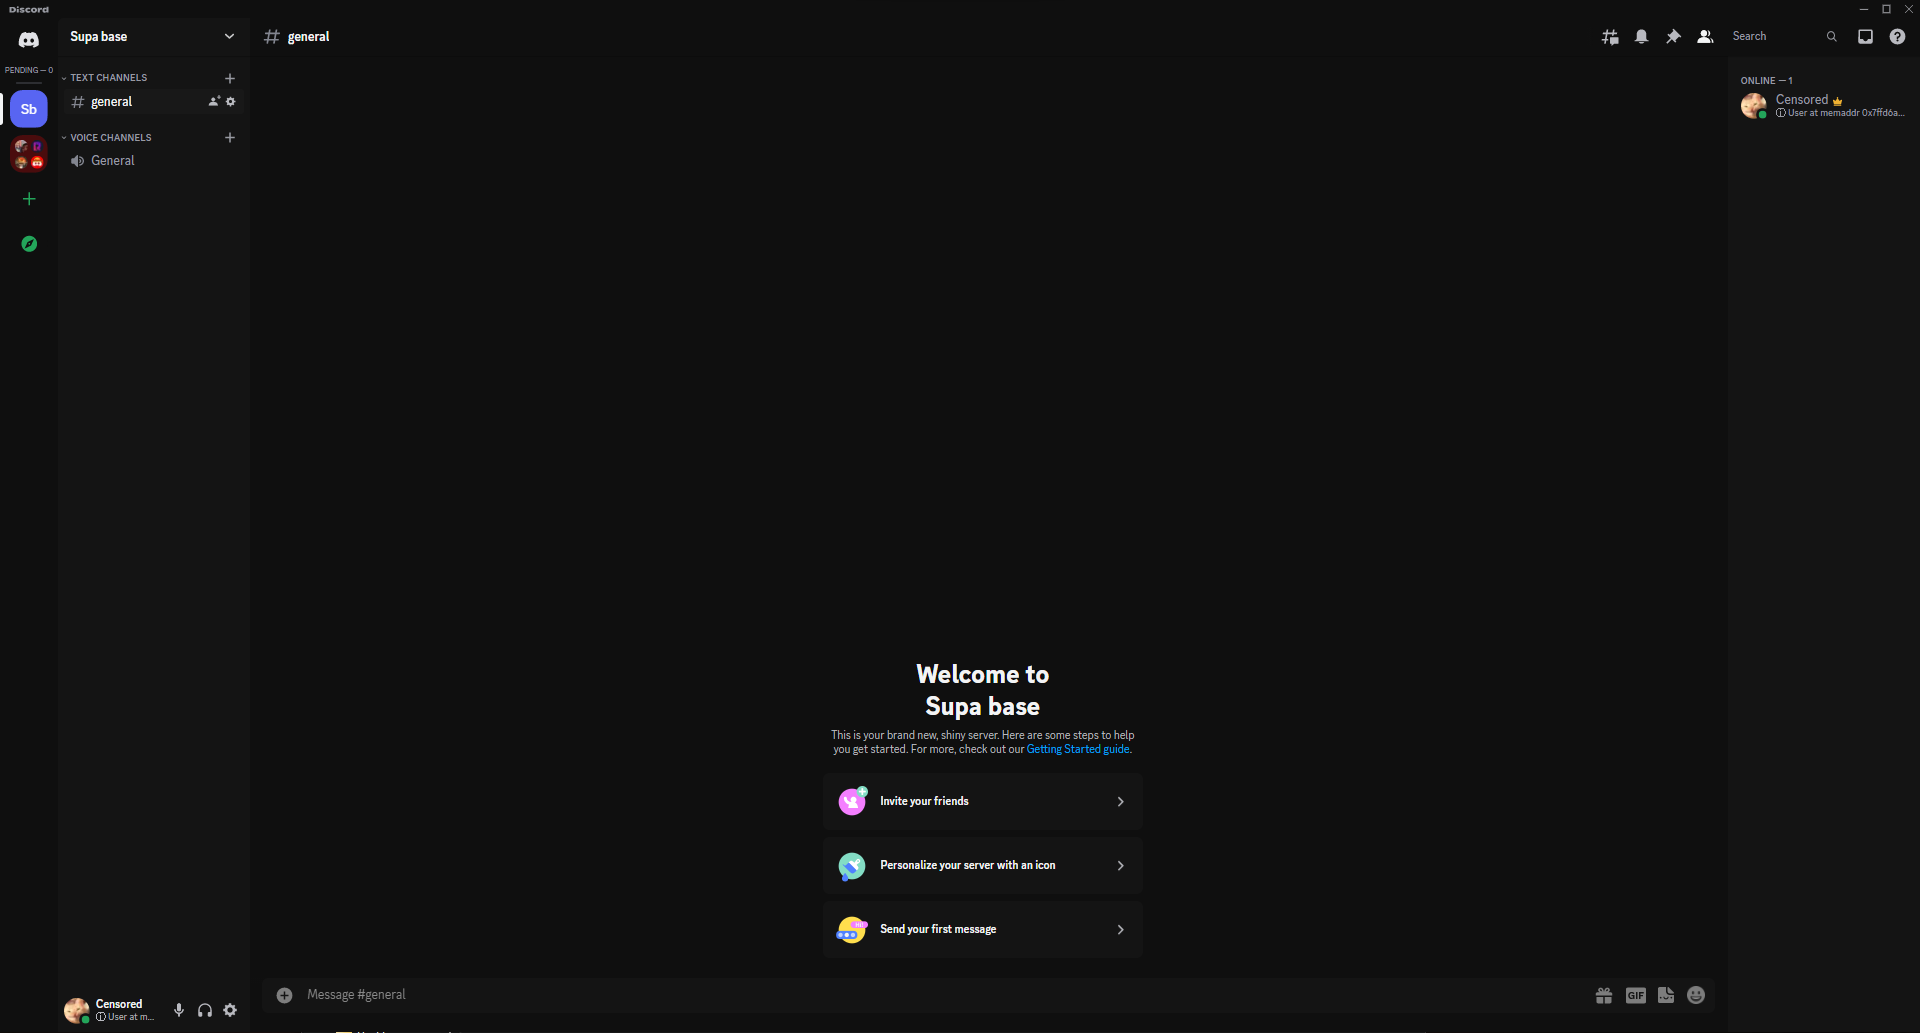 Discord
Supa base
general
Search
PENDING — 0
TEXT CHANNELS
general
Sb
VOICE CHANNELS
General
ONLINE — 1
Censored
User at memaddr 0x7ffd6a...
Welcome to
Supa base
This is your brand new, shiny server. Here are some steps to help
you get started. For more, check out our Getting Started guide.
Invite your friends
Personalize your server with an icon
Send your first message
Censored
User at m...
Message #general
GIF